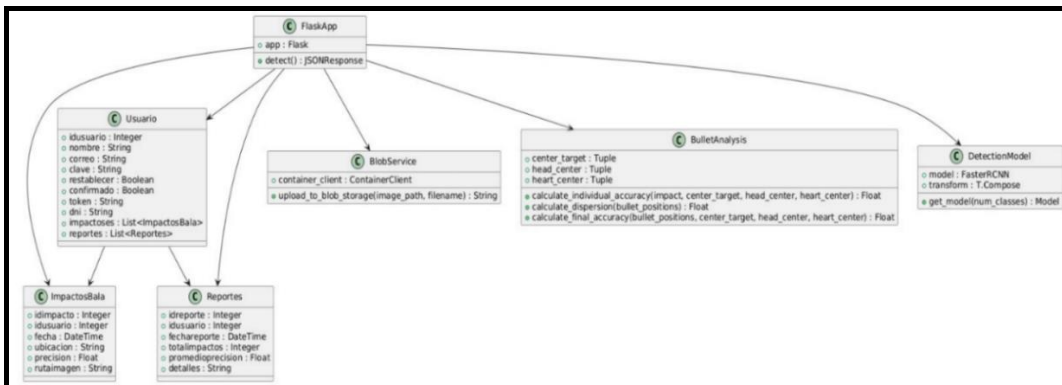 C FlaskApp
app : Flask
detect() : JSONResponse
C Usuario
idusuario : Integer
nombre : String
correo : String
clave : String
restablecer : Boolean
confirmado : Boolean
token : String
dni : String
impactoses : List<ImpactosBala>
reportes : List<Reportes>
C BlobService
container_client : ContainerClient
upload_to_blob_storage(image_path, filename) : String
C BulletAnalysis
center_target : Tuple
head_center : Tuple
heart_center : Tuple
calculate_individual_accuracy(impact, center_target, head_center, heart_center) : Float
calculate_dispersion(bullet_positions) : Float
calculate_final_accuracy(bullet_positions, center_target, head_center, heart_center) : Float
C DetectionModel
model : FasterRCNN
transform : T.Compose
get_model(num_classes) : Model
C ImpactosBala
idimpacto : Integer
idusuario : Integer
fecha : DateTime
ubicacion : String
precision : Float
rutaimagen : String
C Reportes
idreporte : Integer
idusuario : Integer
fechareporte : DateTime
totalimpactos : Integer
promedioprecision : Float
detalles : String